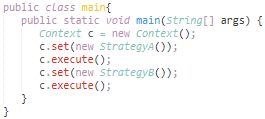 public class main{
public static void main(String[] args) {
Context c = new Context();
c.set(new StrategyA());
c.execute();
c.set(new StrategyB());
c.execute();
}
}